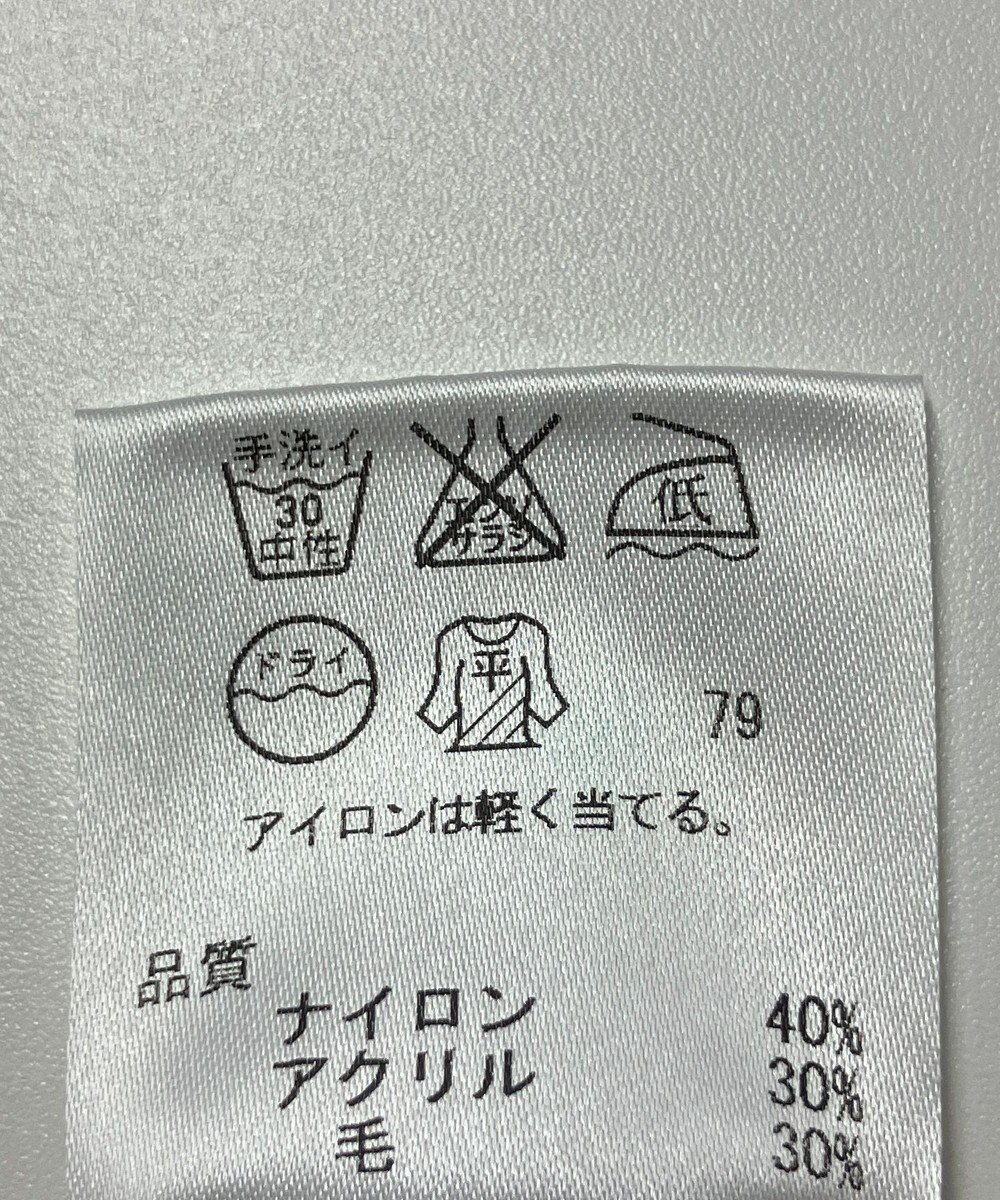 手洗イ
30
中性
エンソ
サラシ
低
ドライ
平
79
アイロンは軽く当てる。
品質
ナイロン 40%
アクリル 30%
毛 30%